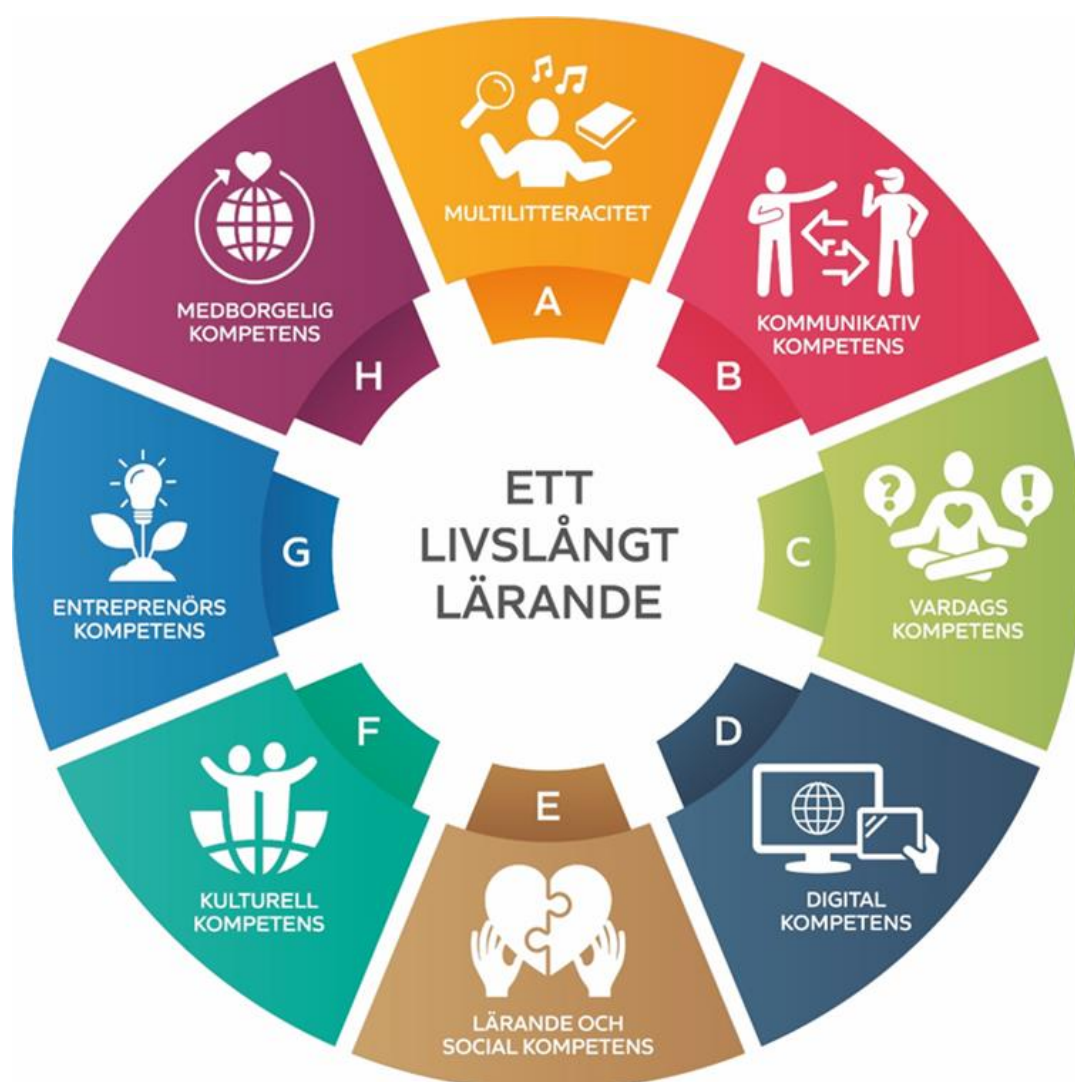 MULTILITTERACITET
A
KOMMUNIKATIV
KOMPETENS
B
VARDAGS
KOMPETENS
C
DIGITAL
KOMPETENS
D
LÄRANDE OCH
SOCIAL KOMPETENS
E
KULTURELL
KOMPETENS
F
ENTREPRENÖRS
KOMPETENS
G
MEDBORGELIG
KOMPETENS
H
ETT
LIVSLÅNGT
LÄRANDE
?
!